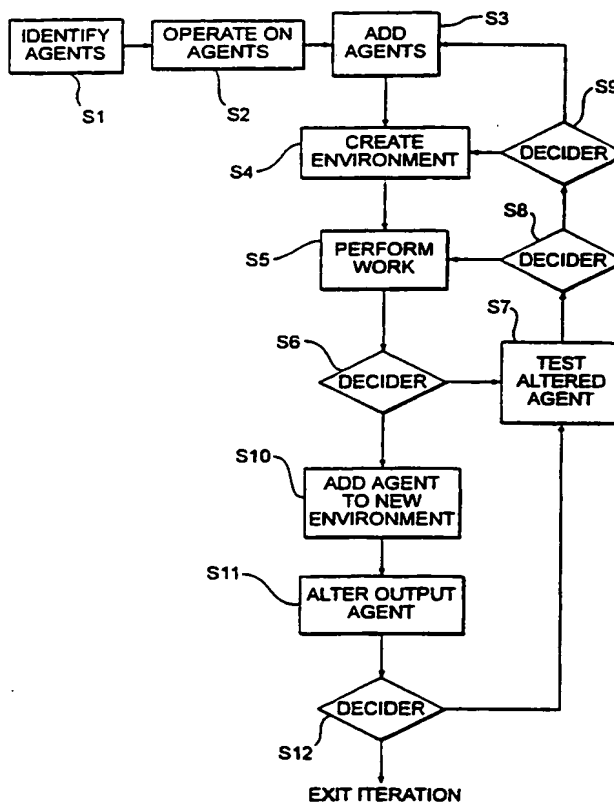 S3
IDENTIFY
AGENTS
OPERATE ON
AGENTS
ADD
AGENTS
S1
S2
S9
CREATE
ENVIRONMENT
DECIDER
S4
S8
PERFORM
WORK
DECIDER
S5
S7
S6
DECIDER
TEST
ALTERED
AGENT
S10
ADD AGENT
TO NEW
ENVIRONMENT
S11
ALTER OUTPUT
AGENT
DECIDER
S12
EXIT ITERATION